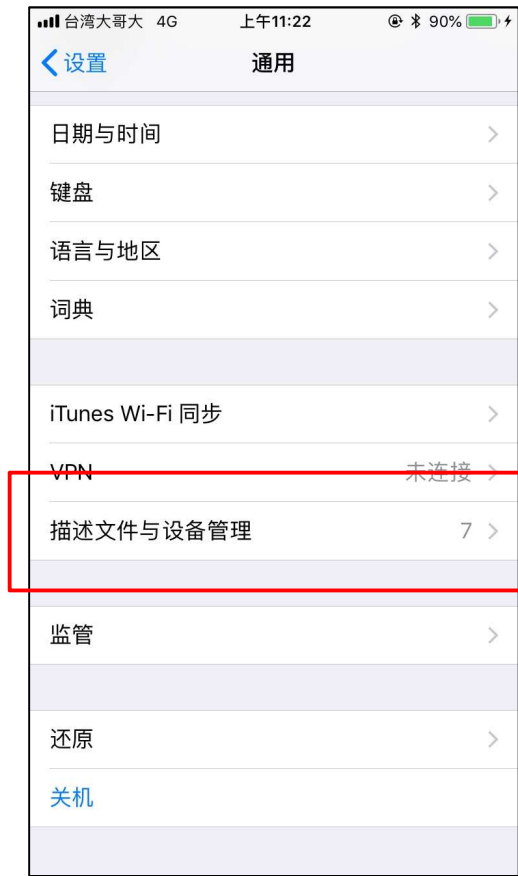 台湾大哥大 4G 上午11:22 90%
设置 通用
日期与时间
键盘
语言与地区
词典
iTunes Wi-Fi 同步
VPN 未连接
描述文件与设备管理 7
监管
还原
关机